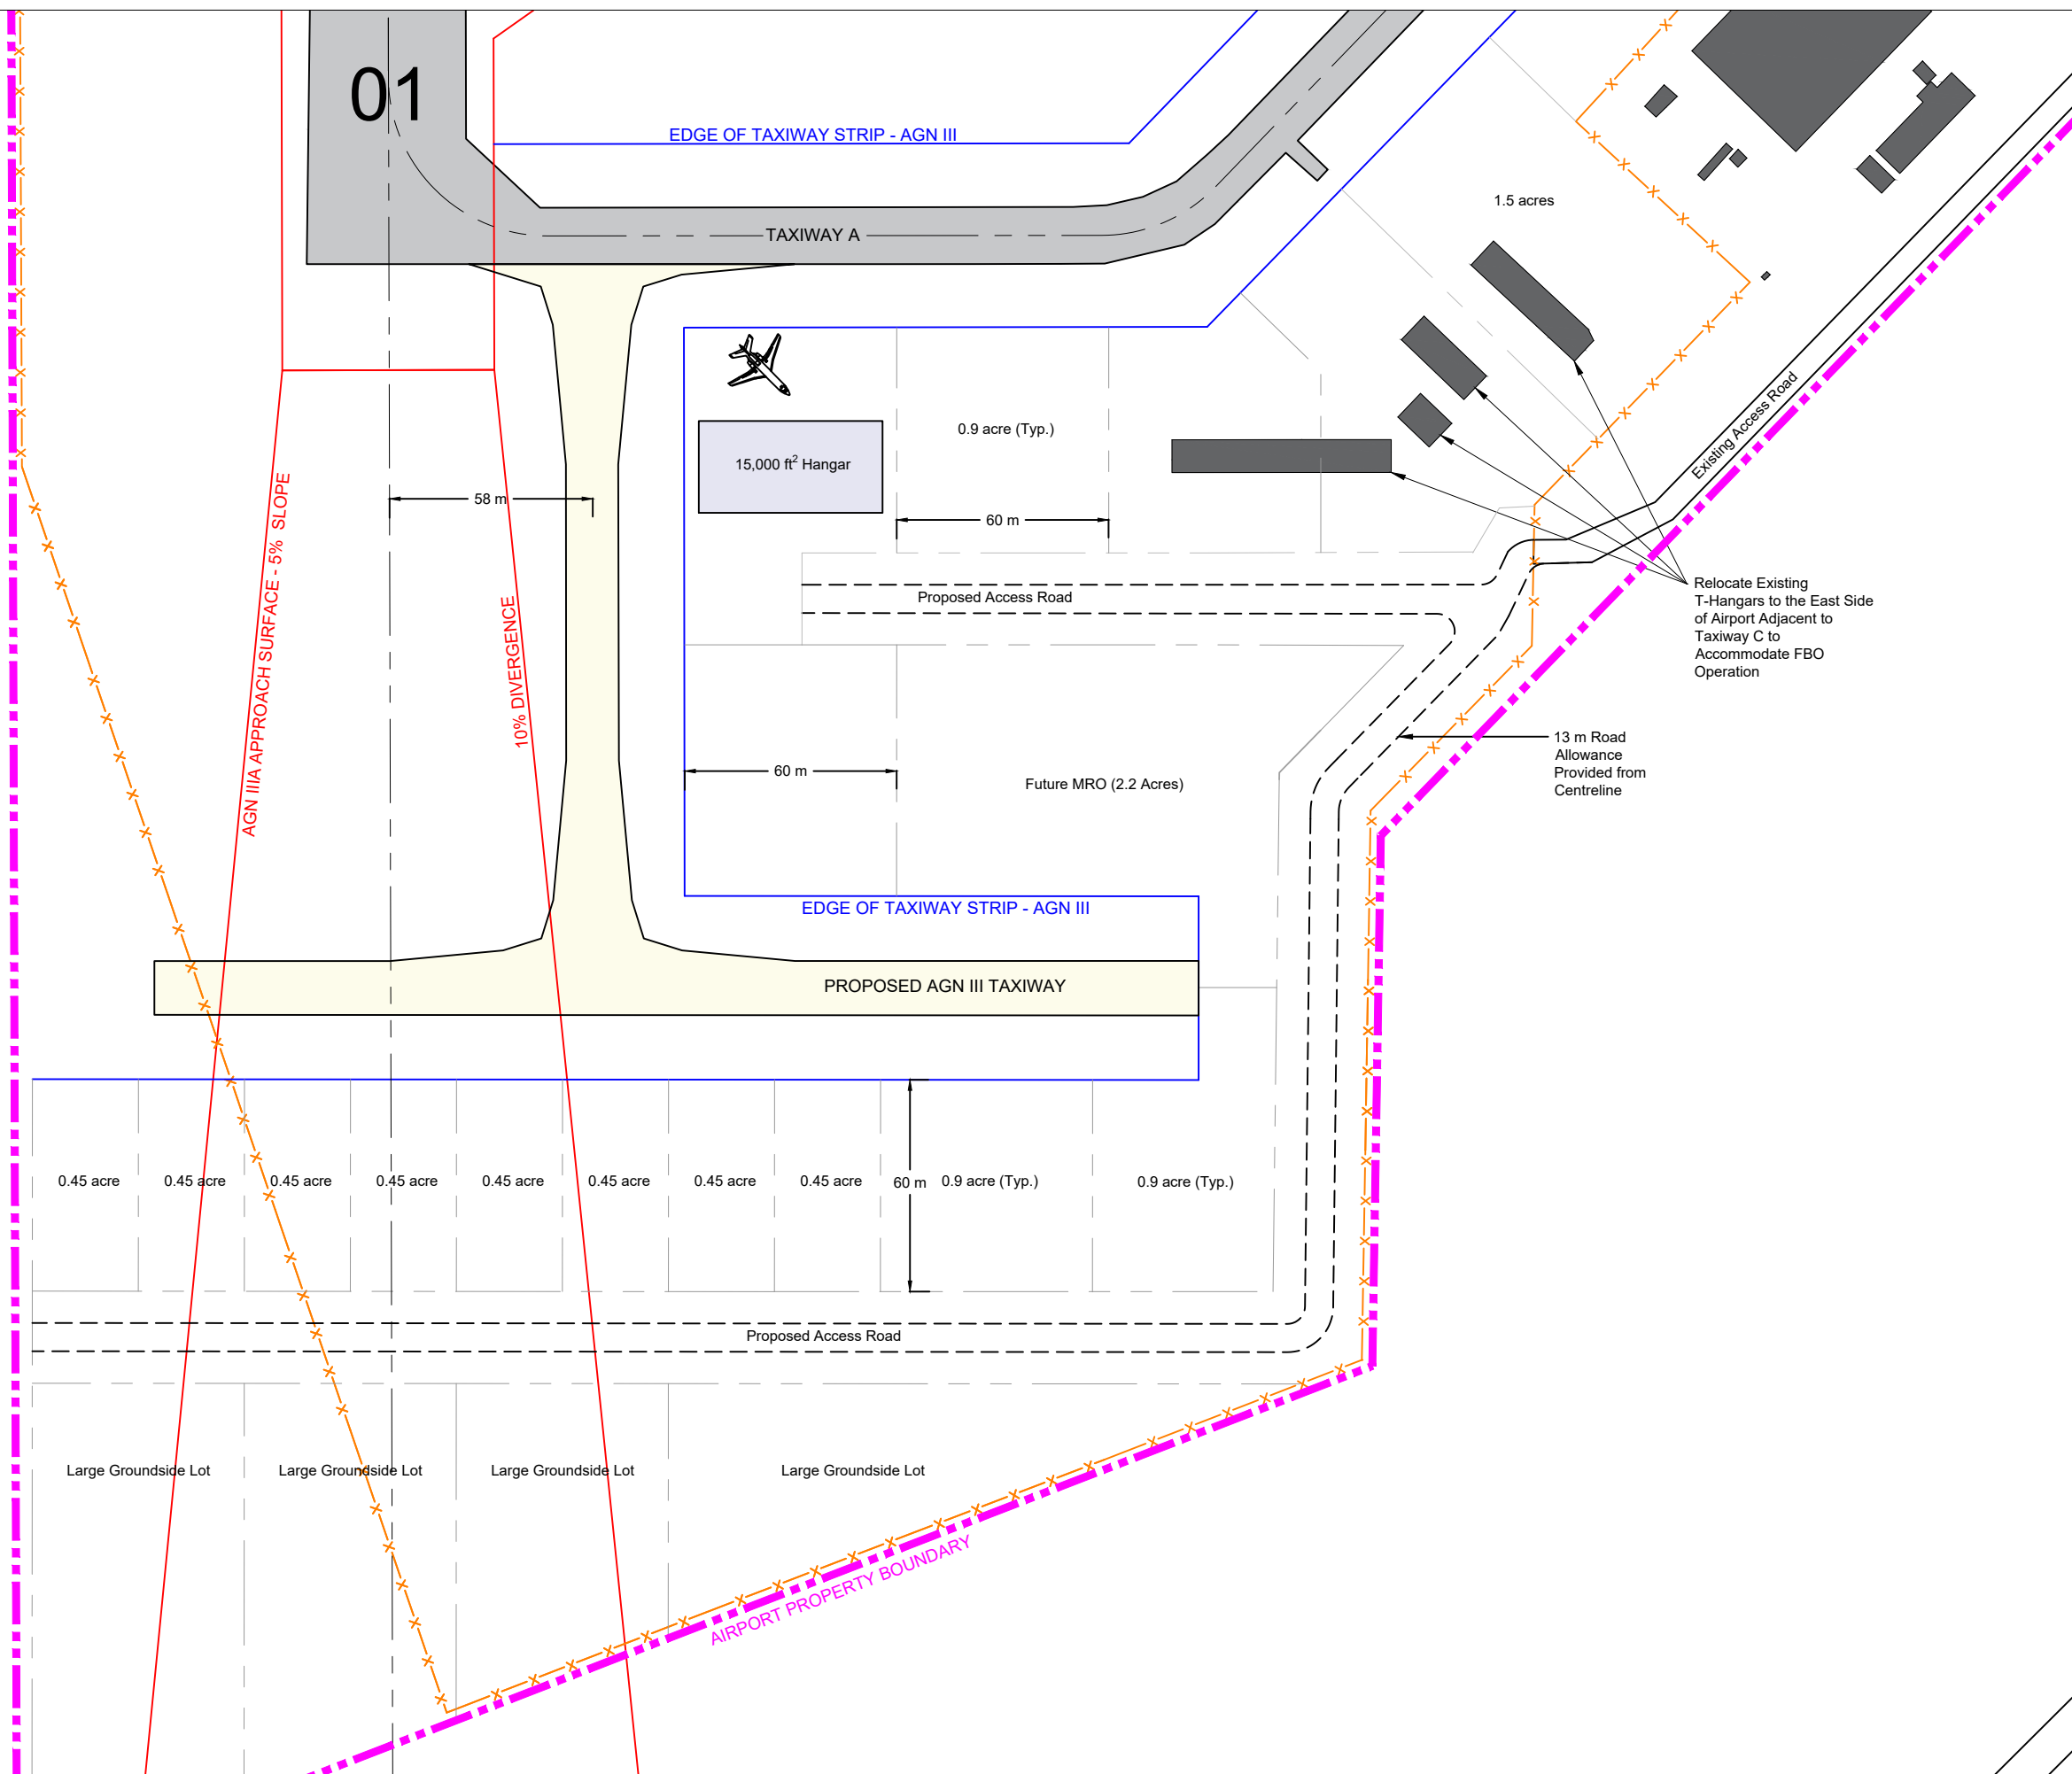 01
EDGE OF TAXIWAY STRIP - AGN III
1.5 acres
TAXIWAY A
Existing Access Road
0.9 acre (Typ.)
15,000 ft² Hangar
58 m
60 m
AGN IIIA APPROACH SURFACE - 5% SLOPE
10% DIVERGENCE
Proposed Access Road
Relocate Existing
T-Hangars to the East Side
of Airport Adjacent to
Taxiway C to
Accommodate FBO
Operation
13 m Road
Allowance
Provided from
Centreline
60 m
Future MRO (2.2 Acres)
EDGE OF TAXIWAY STRIP - AGN III
PROPOSED AGN III TAXIWAY
0.45 acre
0.45 acre
0.45 acre
0.45 acre
0.45 acre
0.45 acre
0.45 acre
0.45 acre
60 m
0.9 acre (Typ.)
0.9 acre (Typ.)
Proposed Access Road
Large Groundside Lot
Large Groundside Lot
Large Groundside Lot
Large Groundside Lot
AIRPORT PROPERTY BOUNDARY